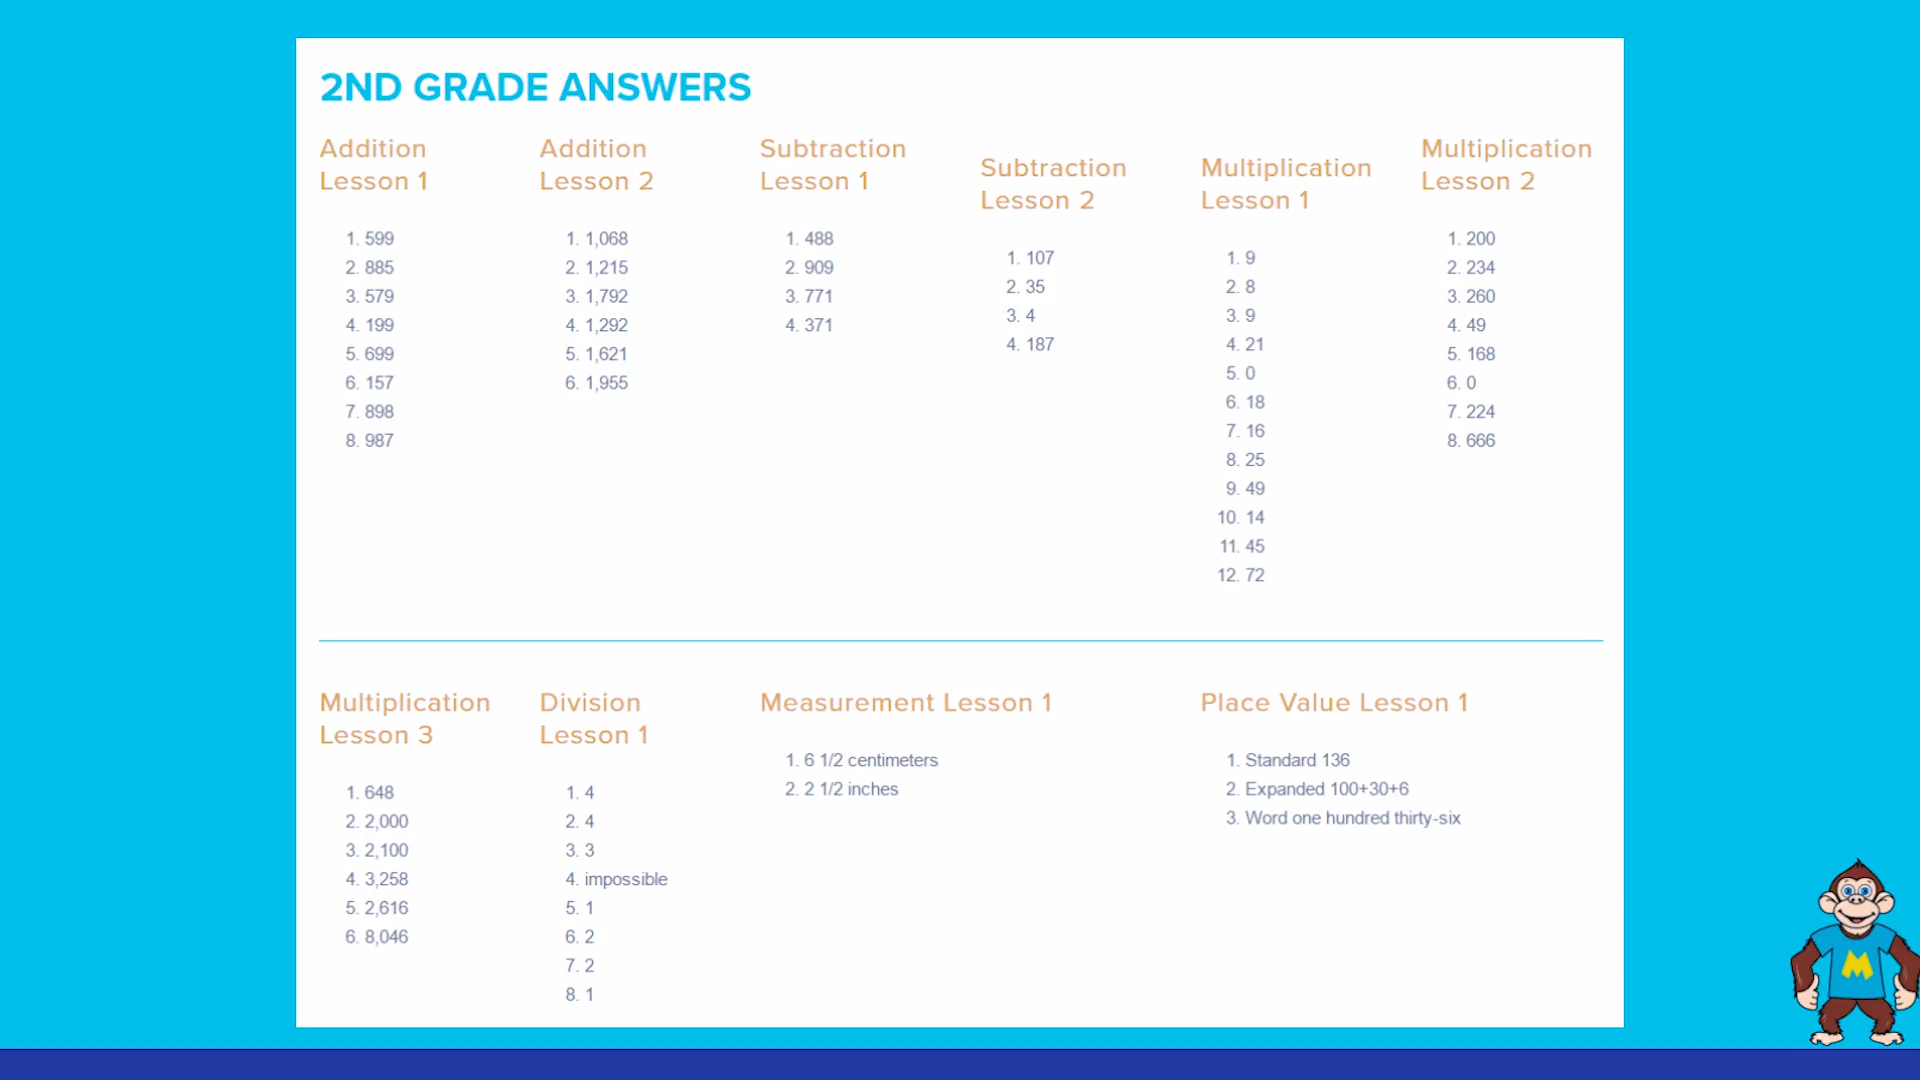 2ND GRADE ANSWERS
Addition
Lesson 1
1. 599
2. 885
3. 579
4. 199
5. 699
6. 157
7. 898
8. 987
Addition
Lesson 2
1. 1,068
2. 1,215
3. 1,792
4. 1,292
5. 1,621
6. 1,955
Subtraction
Lesson 1
1. 488
2. 909
3. 771
4. 371
Subtraction
Lesson 2
1. 107
2. 35
3. 4
4. 187
Multiplication
Lesson 1
1. 9
2. 8
3. 9
4. 21
5. 0
6. 18
7. 16
8. 25
9. 49
10. 14
11. 45
12. 72
Multiplication
Lesson 2
1. 200
2. 234
3. 260
4. 49
5. 168
6. 0
7. 224
8. 666
Multiplication
Lesson 3
1. 648
2. 2,000
3. 2,100
4. 3,258
5. 2,616
6. 8,046
Division
Lesson 1
1. 4
2. 4
3. 3
4. impossible
5. 1
6. 2
7. 2
8. 1
Measurement Lesson 1
1. 6 1/2 centimeters
2. 2 1/2 inches
Place Value Lesson 1
1. Standard 136
2. Expanded 100+30+6
3. Word one hundred thirty-six
M